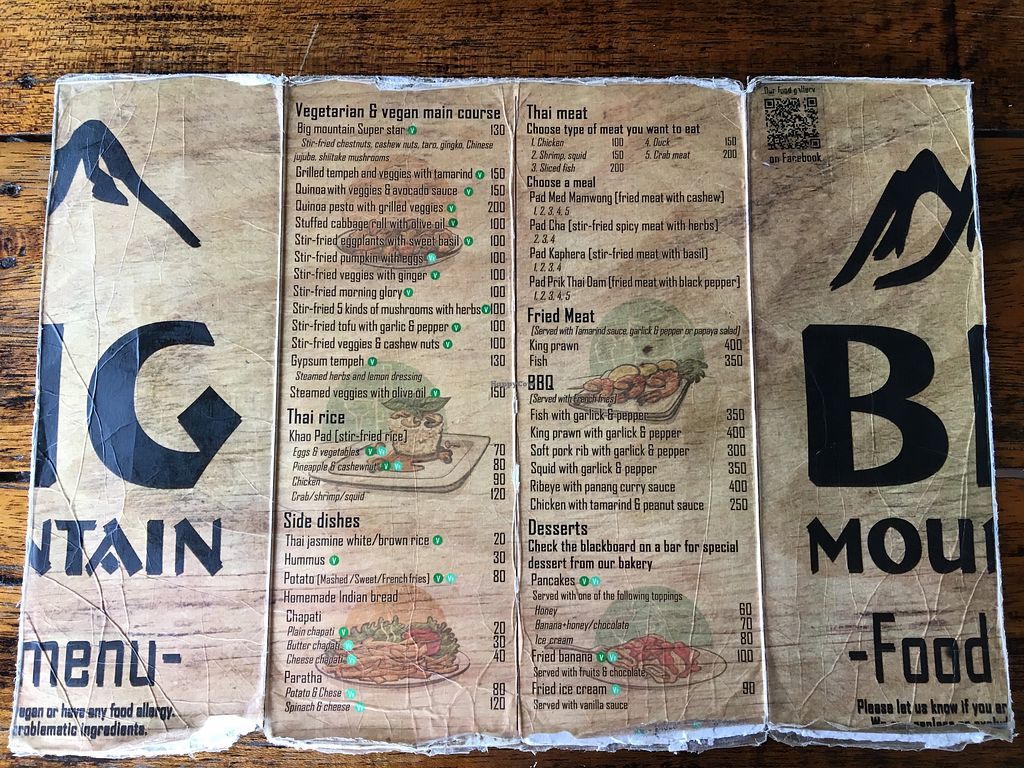 NG
NTAIN
menu-
egan or have any food allergy.
problematic ingredients.
Vegetarian & vegan main course
Big mountain Super star V 130
Stir-fried chestnuts, cashew nuts, taro, gingko, Chinese
jujube, shiitake mushrooms
Grilled tempeh and veggies with tamarind V 150
Quinoa with veggies & avocado sauce V 150
Quinoa pesto with grilled veggies V 200
Stuffed cabbage roll with olive oil V 100
Stir-fried eggplants with sweet basil V 100
Stir-fried pumpkin with eggs Vi 100
Stir-fried veggies with ginger V 100
Stir-fried morning glory V 100
Stir-fried 5 kinds of mushrooms with herbs V 100
Stir-fried tofu with garlic & pepper V 100
Stir-fried veggies & cashew nuts V 100
Gypsum tempeh V 130
Steamed herbs and lemon dressing
Steamed veggies with olive oil V 150
Thai rice
Khao Pad [stir-fried rice]
Eggs & vegetables V Vi 70
Pineapple & cashewnut V Vi 80
Chicken 90
Crab/shrimp/squid 120
Side dishes
Thai jasmine white/brown rice V 20
Hummus V 30
Potato [Mashed /Sweet/French fries] V Vi 80
Homemade Indian bread
Chapati
Plain chapati V 20
Butter chapati Vi 30
Cheese chapati Vi 40
Paratha
Potato & Chese Vi 80
Spinach & cheese Vi 120
Thai meat
Choose type of meat you want to eat
1. Chicken 100 4. Duck 150
2. Shrimp, squid 150 5. Crab meat 200
3. Sliced fish 200
Choose a meal
Pad Med Mamwong [fried meat with cashew]
1, 2, 3, 4, 5
Pad Cha [stir-fried spicy meat with herbs]
2, 3, 4
Pad Kaphera [stir-fried meat with basil]
1, 2, 3, 4
Pad Prik Thai Dam [fried meat with black pepper]
1, 2, 3, 4, 5
Fried Meat
[Served with Tamarind sauce, garlick & pepper or papaya salad]
King prawn 400
Fish 350
HappyCo
BBQ
[Served with French fries]
Fish with garlick & pepper 350
King prawn with garlick & pepper 400
Soft pork rib with garlick & pepper 300
Squid with garlick & pepper 350
Ribeye with panang curry sauce 400
Chicken with tamarind & peanut sauce 250
Desserts
Check the blackboard on a bar for special
dessert from our bakery
Pancakes V Vi
Served with one of the following toppings
Honey 60
Banana+honey/chocolate 70
Ice cream 80
Fried banana V Vi 100
Served with fruits & chocolate
Fried ice cream Vi 90
Served with vanilla sauce
Our food gallery
on Facebook
BI
MOUN
-Food
Please let us know if you ar